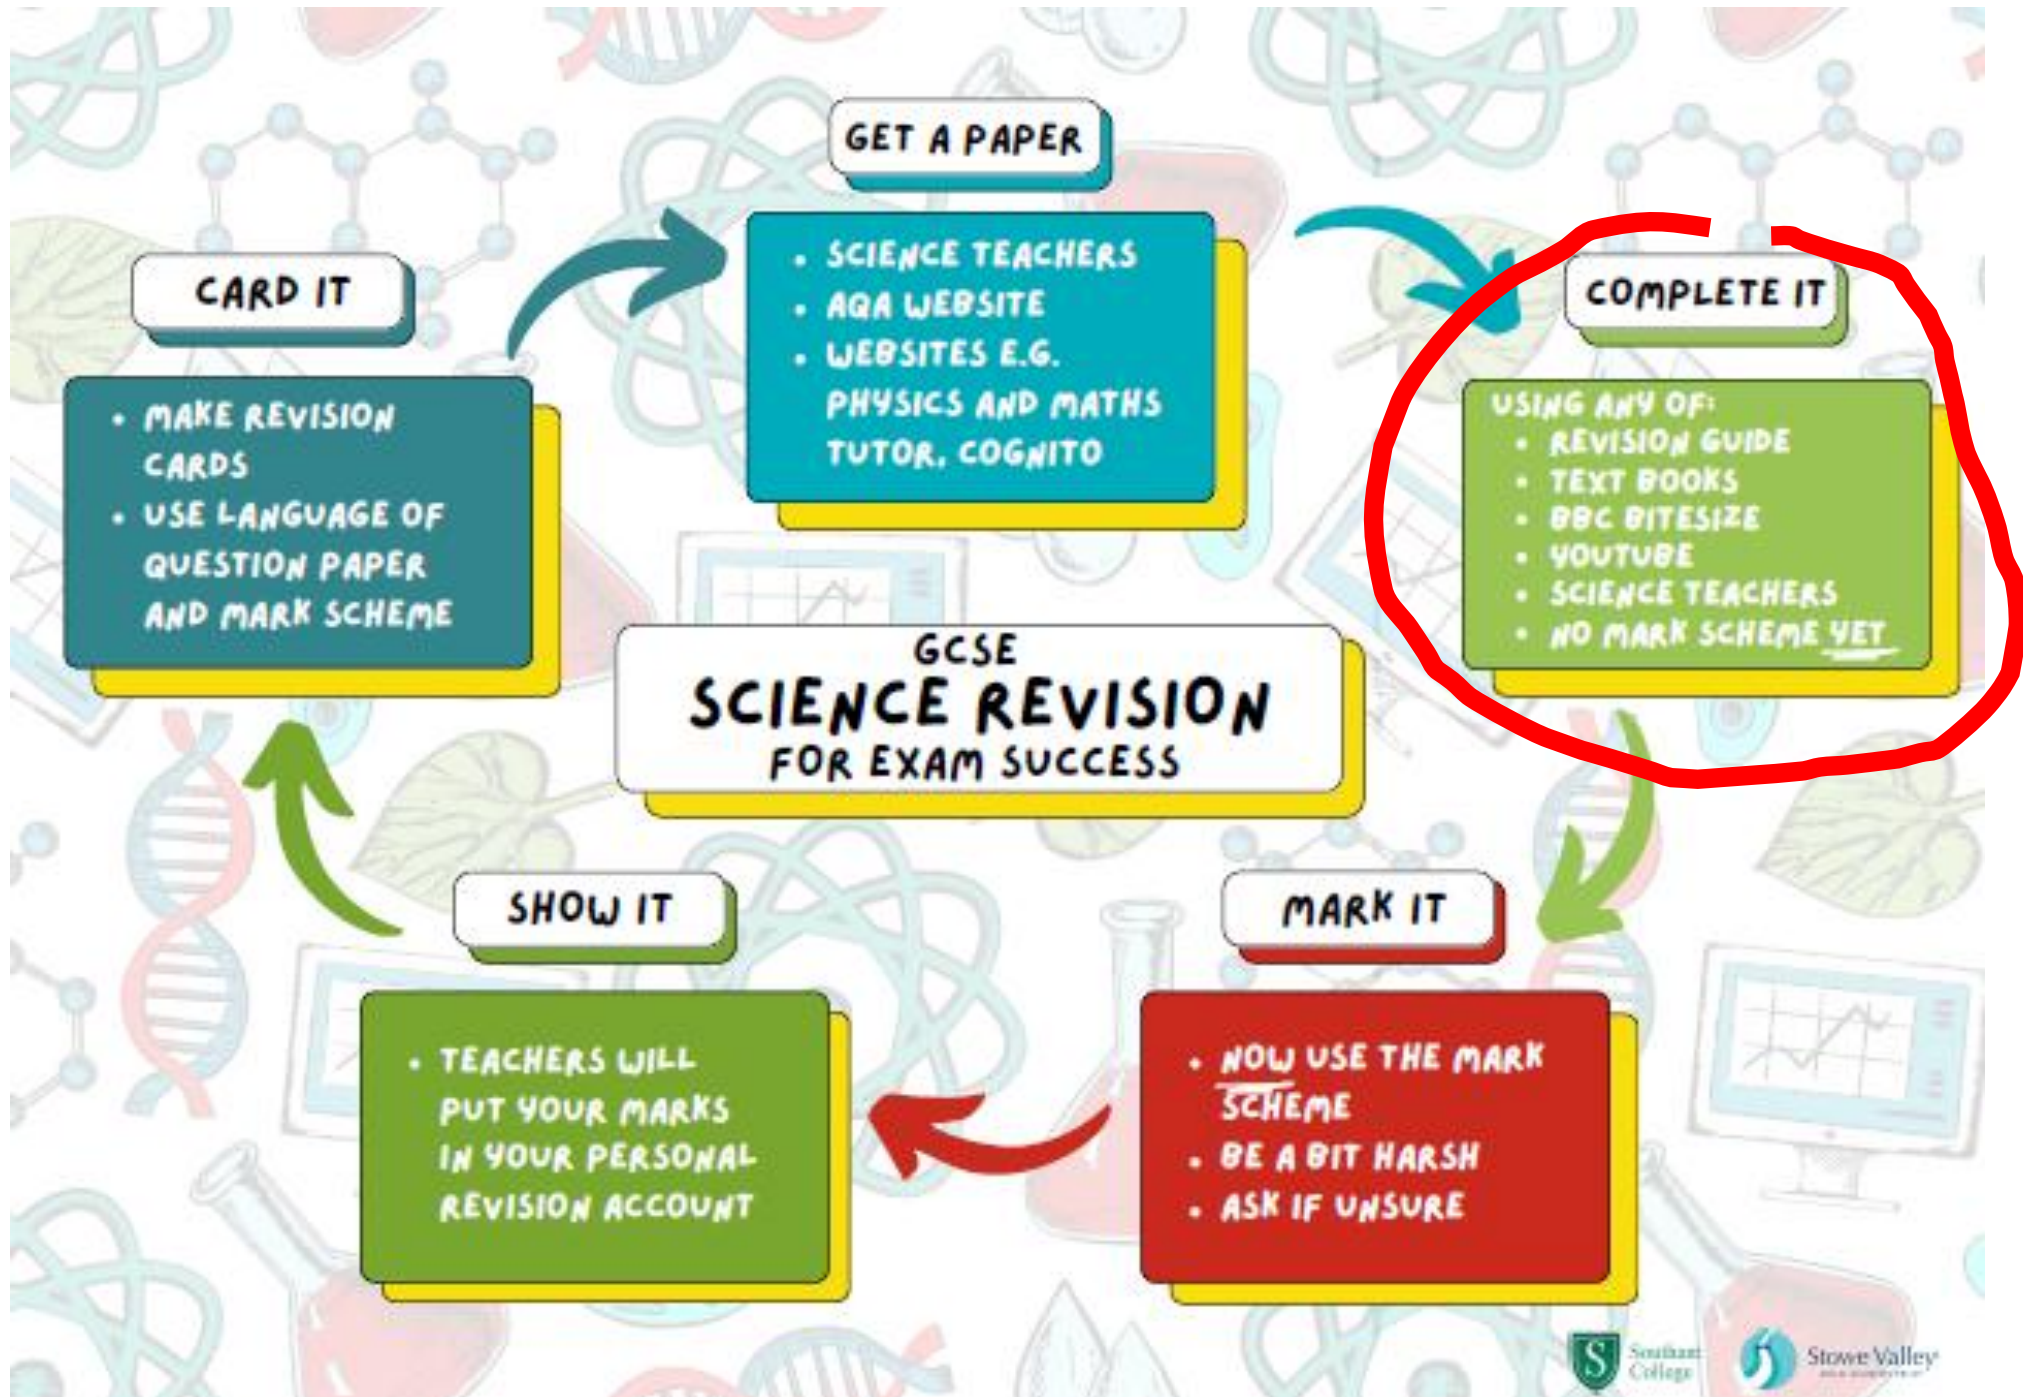 GET A PAPER
SCIENCE TEACHERS
AQA WEBSITE
WEBSITES E.G.
PHYSICS AND MATHS
TUTOR, COGNITO
COMPLETE IT
USING ANY OF:
REVISION GUIDE
TEXT BOOKS
BBC BITESIZE
YOUTUBE
SCIENCE TEACHERS
NO MARK SCHEME YET
MARK IT
NOW USE THE MARK
SCHEME
BE A BIT HARSH
ASK IF UNSURE
SHOW IT
TEACHERS WILL
PUT YOUR MARKS
IN YOUR PERSONAL
REVISION ACCOUNT
CARD IT
MAKE REVISION
CARDS
USE LANGUAGE OF
QUESTION PAPER
AND MARK SCHEME
GCSE
SCIENCE REVISION
FOR EXAM SUCCESS
S
Southam
College
Stowe Valley